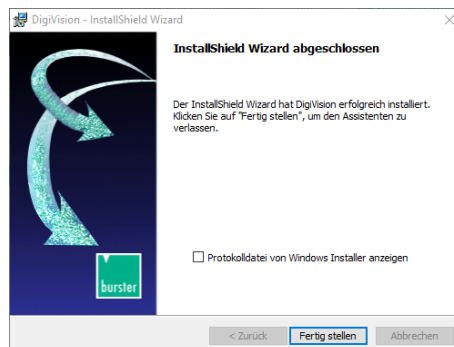 DigiVision - InstallShield Wizard
InstallShield Wizard abgeschlossen
Der InstallShield Wizard hat DigiVision erfolgreich installiert.
Klicken Sie auf "Fertig stellen", um den Assistenten zu
verlassen.
Protokolldatei von Windows Installer anzeigen
burster
< Zurück
Fertig stellen
Abbrechen